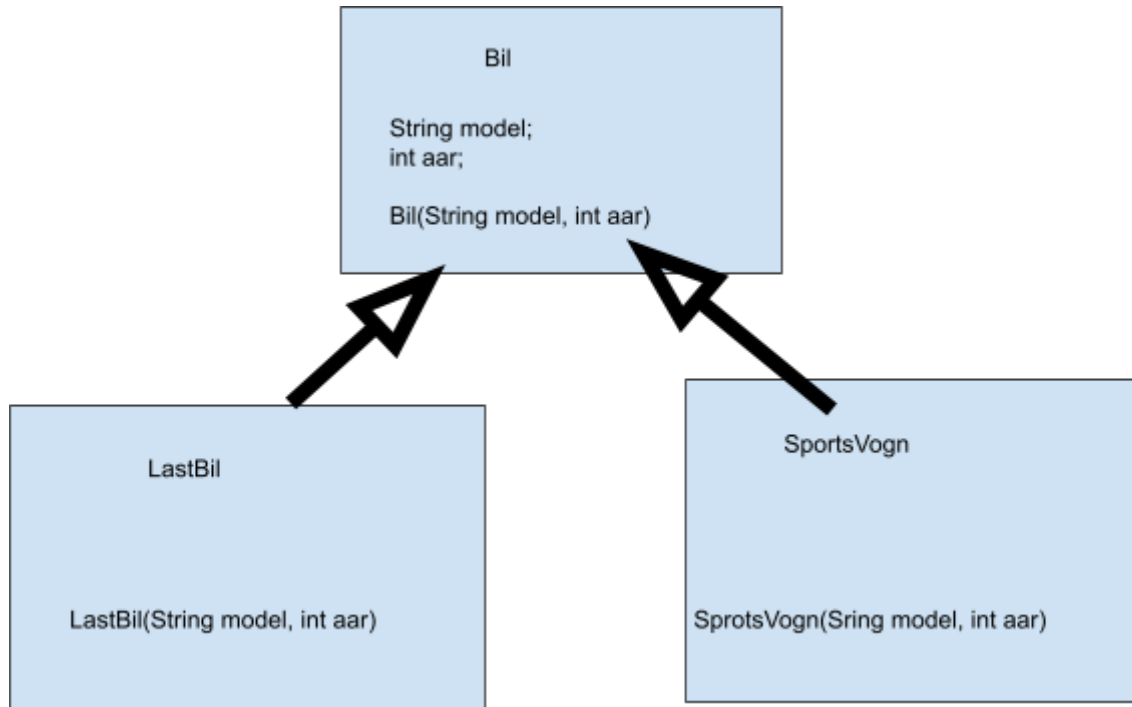 Bil
String model;
int aar;
Bil(String model, int aar)
LastBil
LastBil(String model, int aar)
SportsVogn
SprotsVogn(Sring model, int aar)